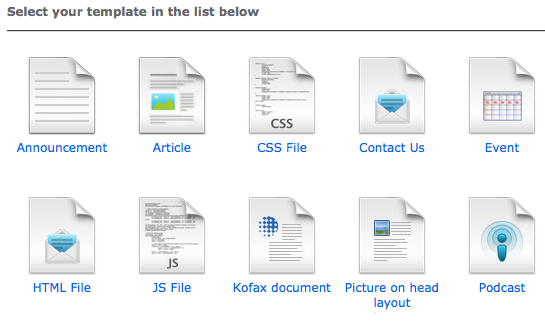 Select your template in the list below
Announcement
Article
CSS
CSS File
Contact Us
Event
HTML File
JS
JS File
Kofax document
Picture on head
layout
Podcast